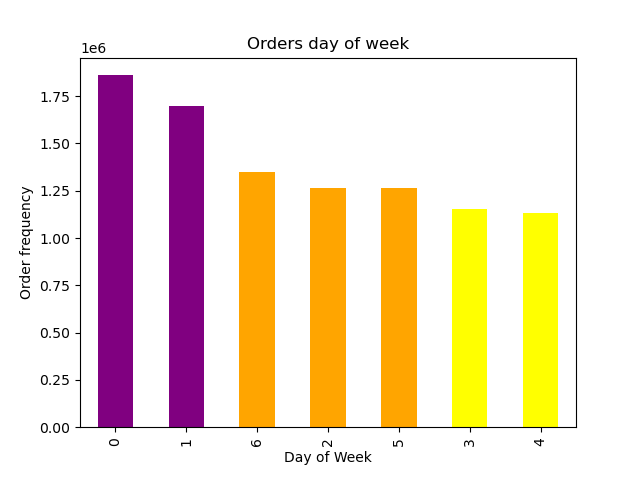 Orders day of week
1e6
1.75
1.50
1.25
1.00
0.75
0.50
0.25
0.00
Order frequency
0 1 6 2 5 3 4
Day of Week